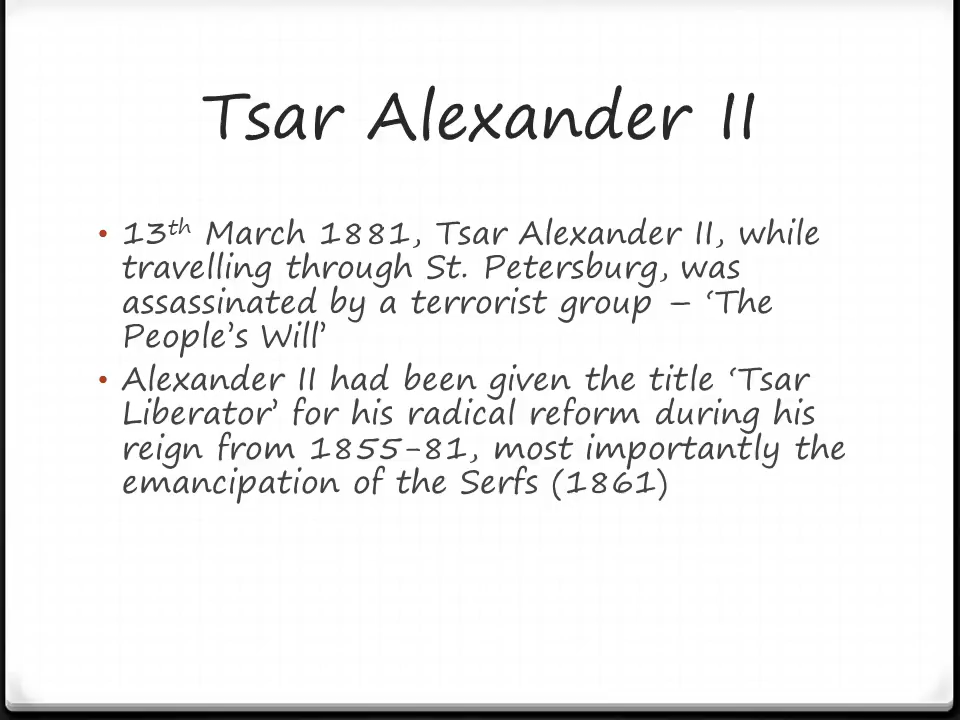 Tsar Alexander II
• 13th March 1881, Tsar Alexander II, while
travelling through St. Petersburg, was
assassinated by a terrorist group – ‘The
People’s Will’
• Alexander II had been given the title ‘Tsar
Liberator’ for his radical reform during his
reign from 1855-81, most importantly the
emancipation of the Serfs (1861)